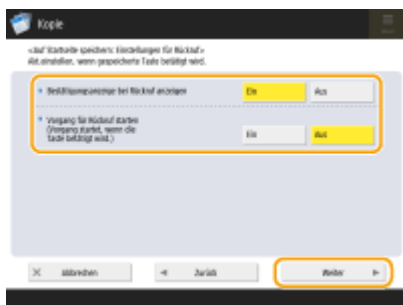 Kopie
<Auf Startseite speichern: Einstellungen für Rückruf>
Akt. einstellen, wenn gespeicherte Taste betätigt wird.
Bestätigungsanzeige bei Rückruf anzeigen
Ein
Aus
Vorgang für Rückruf starten
(Vorgang startet, wenn die
Taste betätigt wird.)
Ein
Aus
Abbrechen
Zurück
Weiter